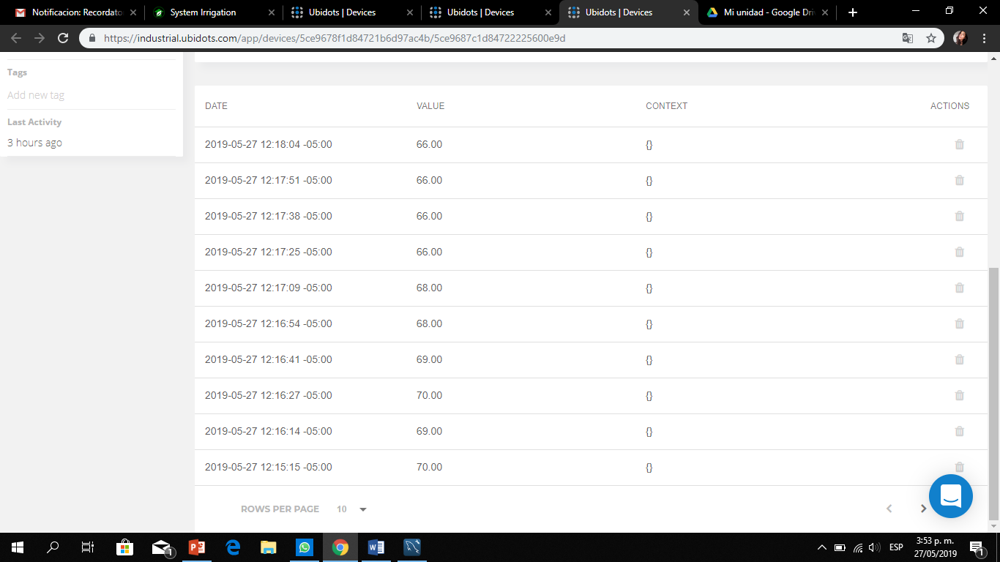 Notificacion: Recordato
System Irrigation
Ubidots | Devices
Ubidots | Devices
Ubidots | Devices
Mi unidad - Google Dri
https://industrial.ubidots.com/app/devices/5ce9678f1d84721b6d97ac4b/5ce9687c1d84722225600e9d
Tags
Add new tag
Last Activity
3 hours ago
DATE VALUE CONTEXT ACTIONS
2019-05-27 12:18:04 -05:00 66.00 {}
2019-05-27 12:17:51 -05:00 66.00 {}
2019-05-27 12:17:38 -05:00 66.00 {}
2019-05-27 12:17:25 -05:00 66.00 {}
2019-05-27 12:17:09 -05:00 68.00 {}
2019-05-27 12:16:54 -05:00 68.00 {}
2019-05-27 12:16:41 -05:00 69.00 {}
2019-05-27 12:16:27 -05:00 70.00 {}
2019-05-27 12:16:14 -05:00 69.00 {}
2019-05-27 12:15:15 -05:00 70.00 {}
ROWS PER PAGE 10
1
ESP
3:53 p. m.
27/05/2019
1